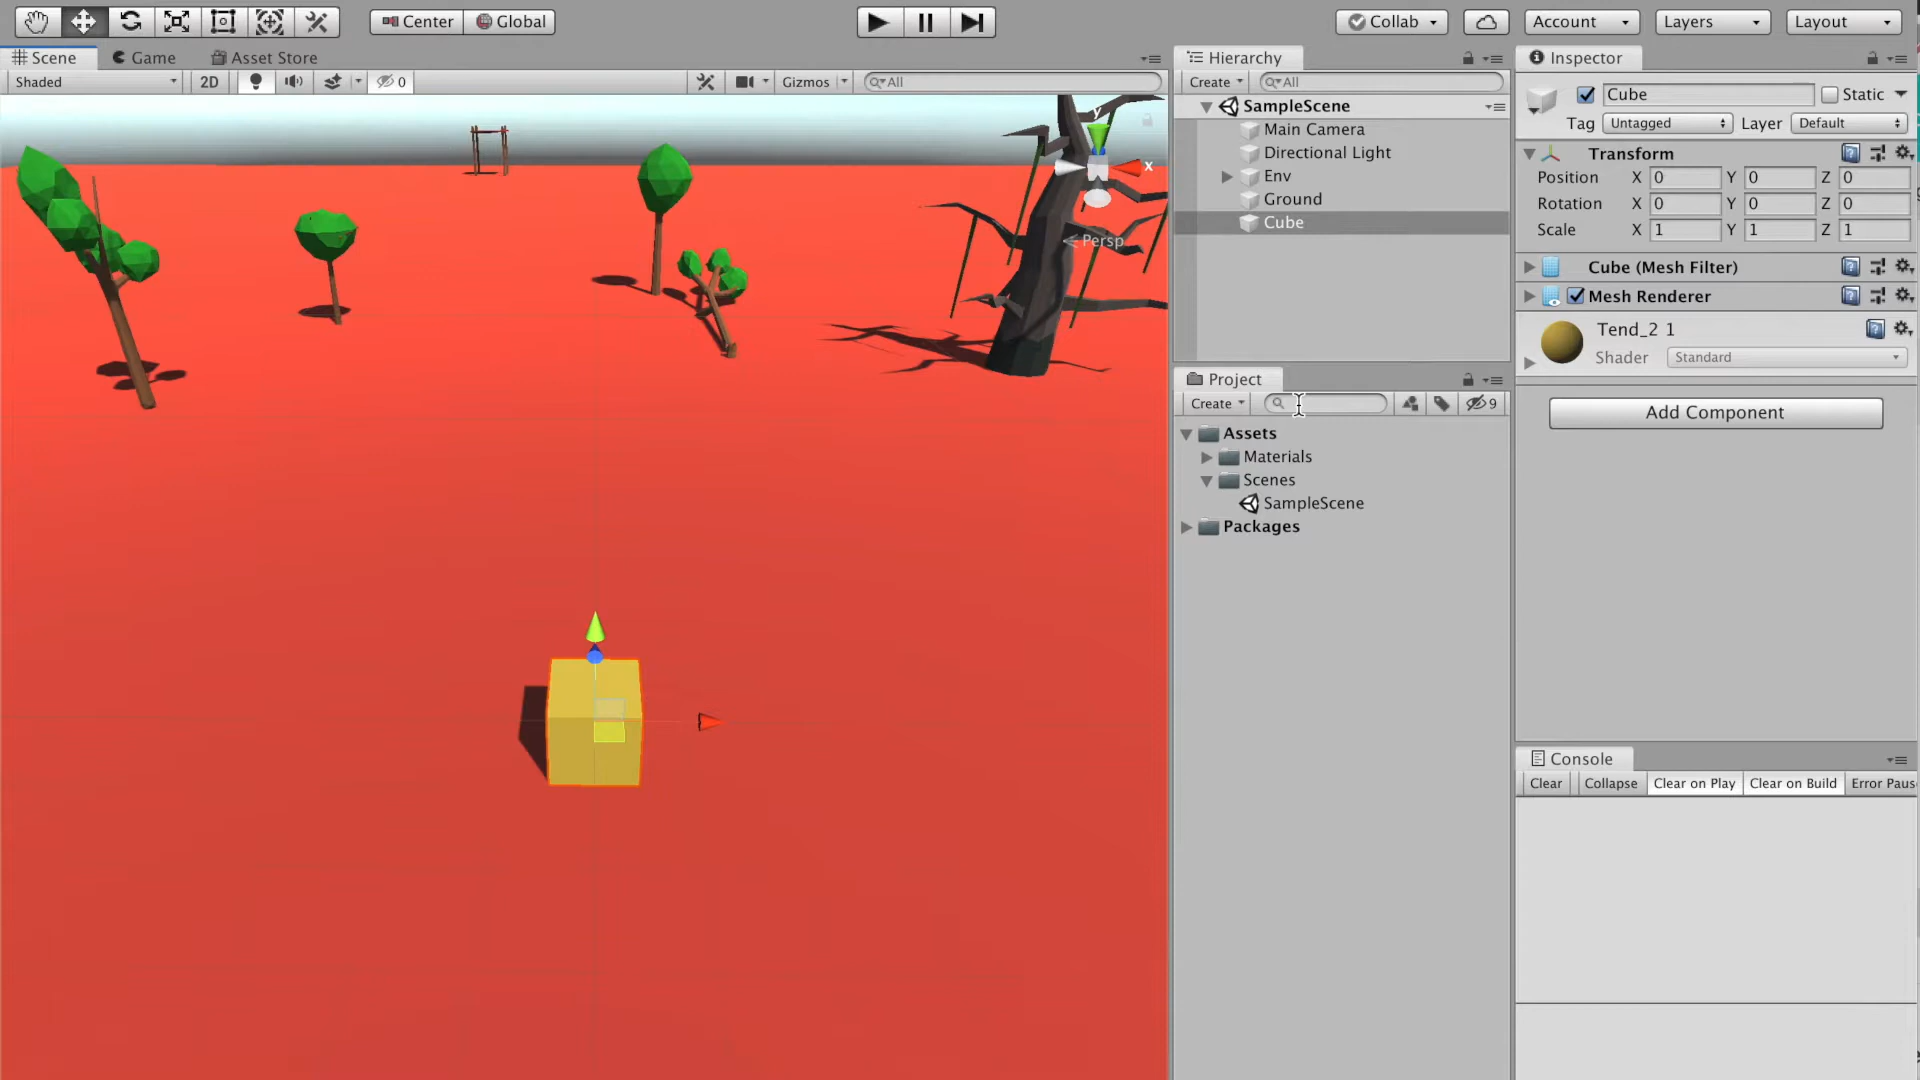 Center Global Collab Account Layers Layout
Scene Game Asset Store
Shaded 2D 0 Gizmos All
y
x
Persp
Hierarchy
Create All
SampleScene
Main Camera
Directional Light
Env
Ground
Cube
Project
Create 9
Assets
Materials
Scenes
SampleScene
Packages
Inspector
Cube Static
Tag Untagged Layer Default
Transform
Position X 0 Y 0 Z 0
Rotation X 0 Y 0 Z 0
Scale X 1 Y 1 Z 1
Cube (Mesh Filter)
Mesh Renderer
Tend_2 1
Shader Standard
Add Component
Console
Clear Collapse Clear on Play Clear on Build Error Paus